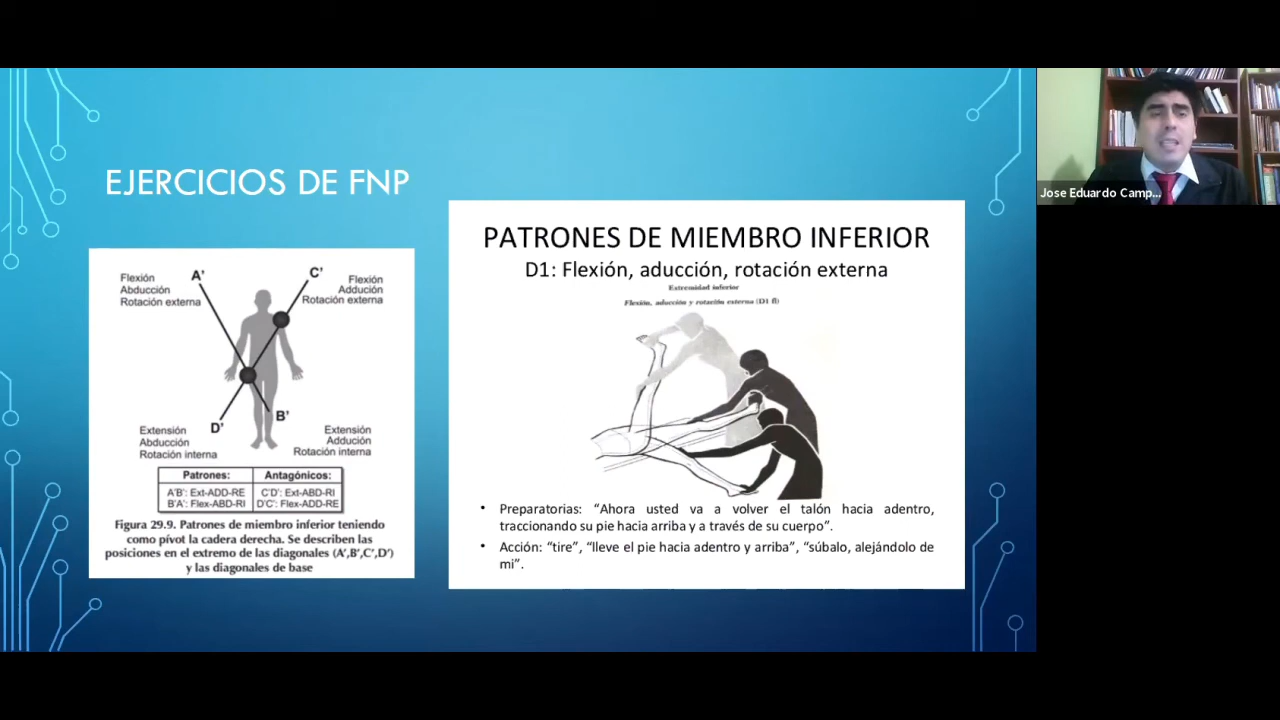 EJERCICIOS DE FNP
Flexión
Abducción
Rotación externa
A’
C’
Flexión
Adducción
Rotación externa
D’
B’
Extensión
Abducción
Rotación interna
Extensión
Adducción
Rotación interna
Patrones: Antagónicos:
A’B’: Ext-ADD-RE C’D’: Ext-ABD-RI
B’A’: Flex-ABD-RI D’C’: Flex-ADD-RE
Figura 29.9. Patrones de miembro inferior teniendo
como pívot la cadera derecha. Se describen las
posiciones en el extremo de las diagonales (A’,B’,C’,D’)
y las diagonales de base
PATRONES DE MIEMBRO INFERIOR
D1: Flexión, aducción, rotación externa
Extremidad inferior
Flexión, aducción y rotación externa (D1 fl)
• Preparatorias: “Ahora usted va a volver el talón hacia adentro,
traccionando su pie hacia arriba y a través de su cuerpo”.
• Acción: “tire”, “lleve el pie hacia adentro y arriba”, “súbalo, alejándolo de
mi”.
Jose Eduardo Camp...